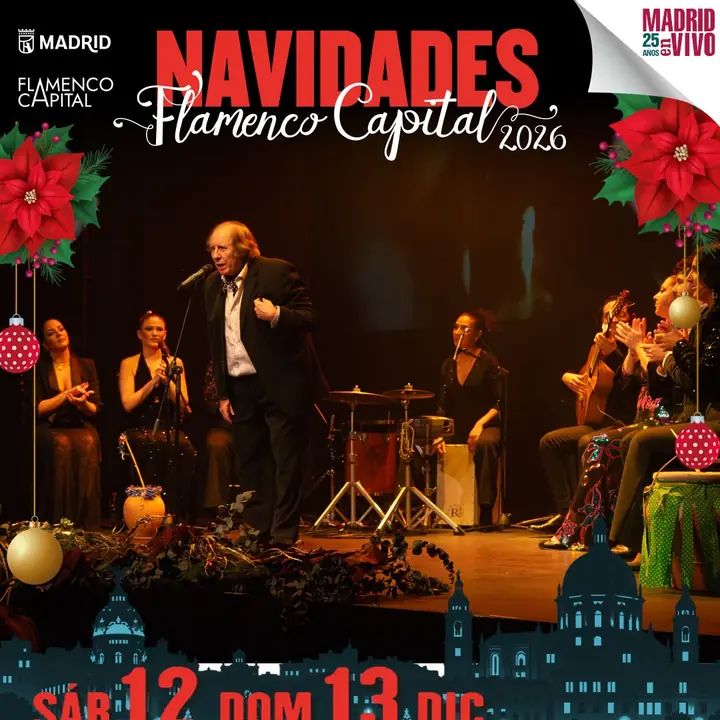 MADRID
FLAMENCO
CAPITAL
NAVIDADES
Flamenco Capital 2026
MADRID
25 en VIVO
AÑOS
SÁB 12 DOM 13 DIC